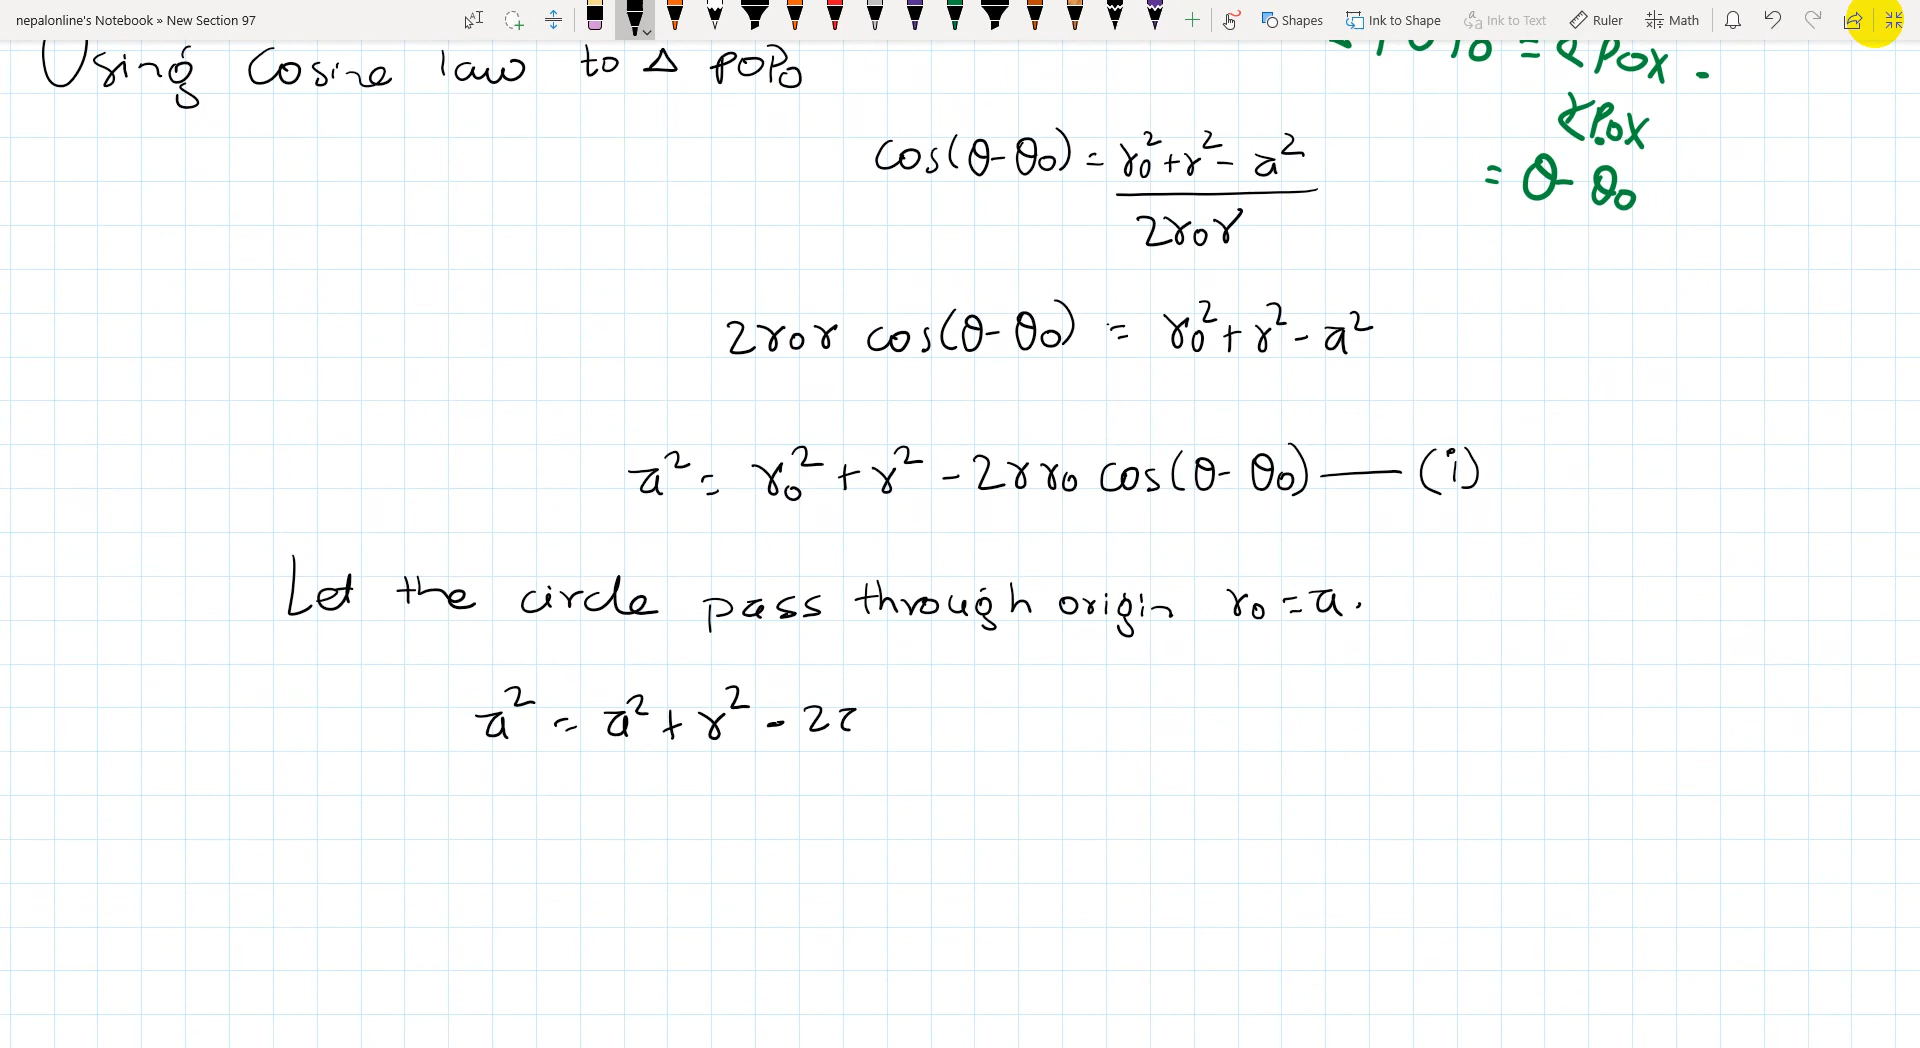 nepalonline's Notebook » New Section 97 Shapes Ink to Shape Ink to Text Ruler Math
Using Cosine law to Δ POP₀
∠POX -
∠P₀OX
= θ - θ₀
cos(θ-θ₀) = (r₀² + r² - a²) / 2r₀r
2r₀r cos(θ-θ₀) = r₀² + r² - a²
a² = r₀² + r² - 2rr₀ cos(θ-θ₀) —— (i)
Let the circle pass through origin r₀ = a.
a² = a² + r² - 2